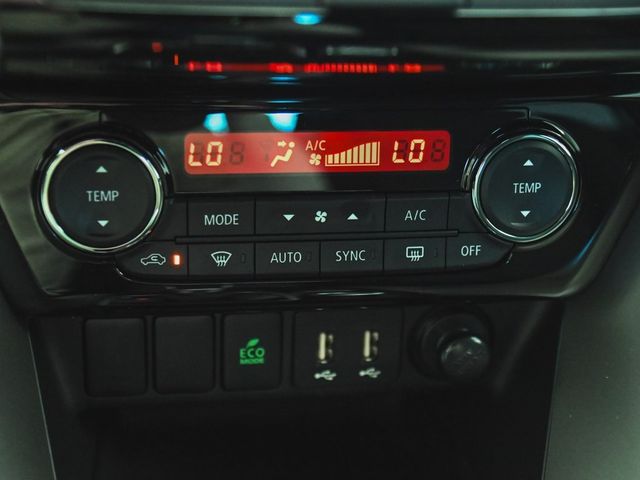 LO A/C LO
TEMP TEMP
MODE A/C
AUTO SYNC OFF
ECO
MODE